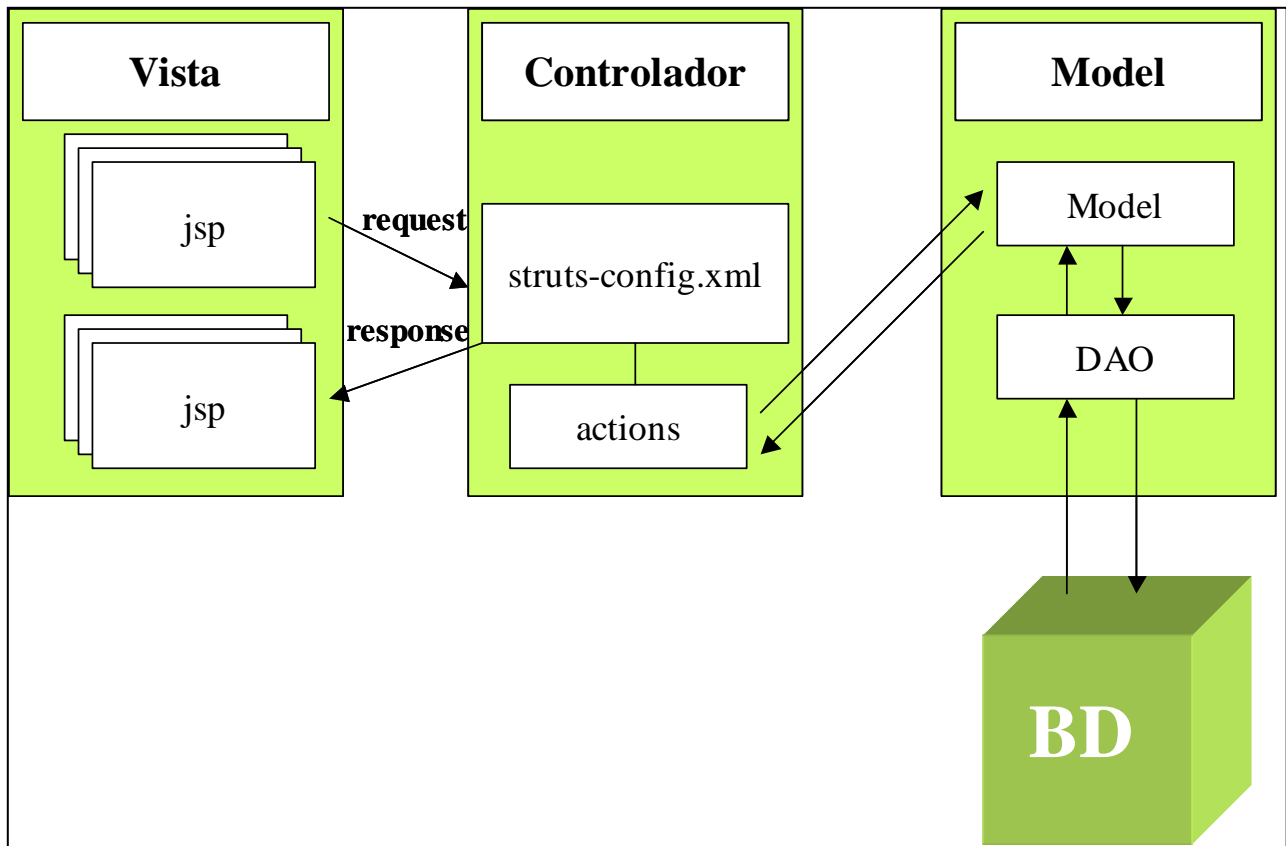 Vista
Controlador
Model
jsp
request
struts-config.xml
response
jsp
actions
Model
DAO
BD